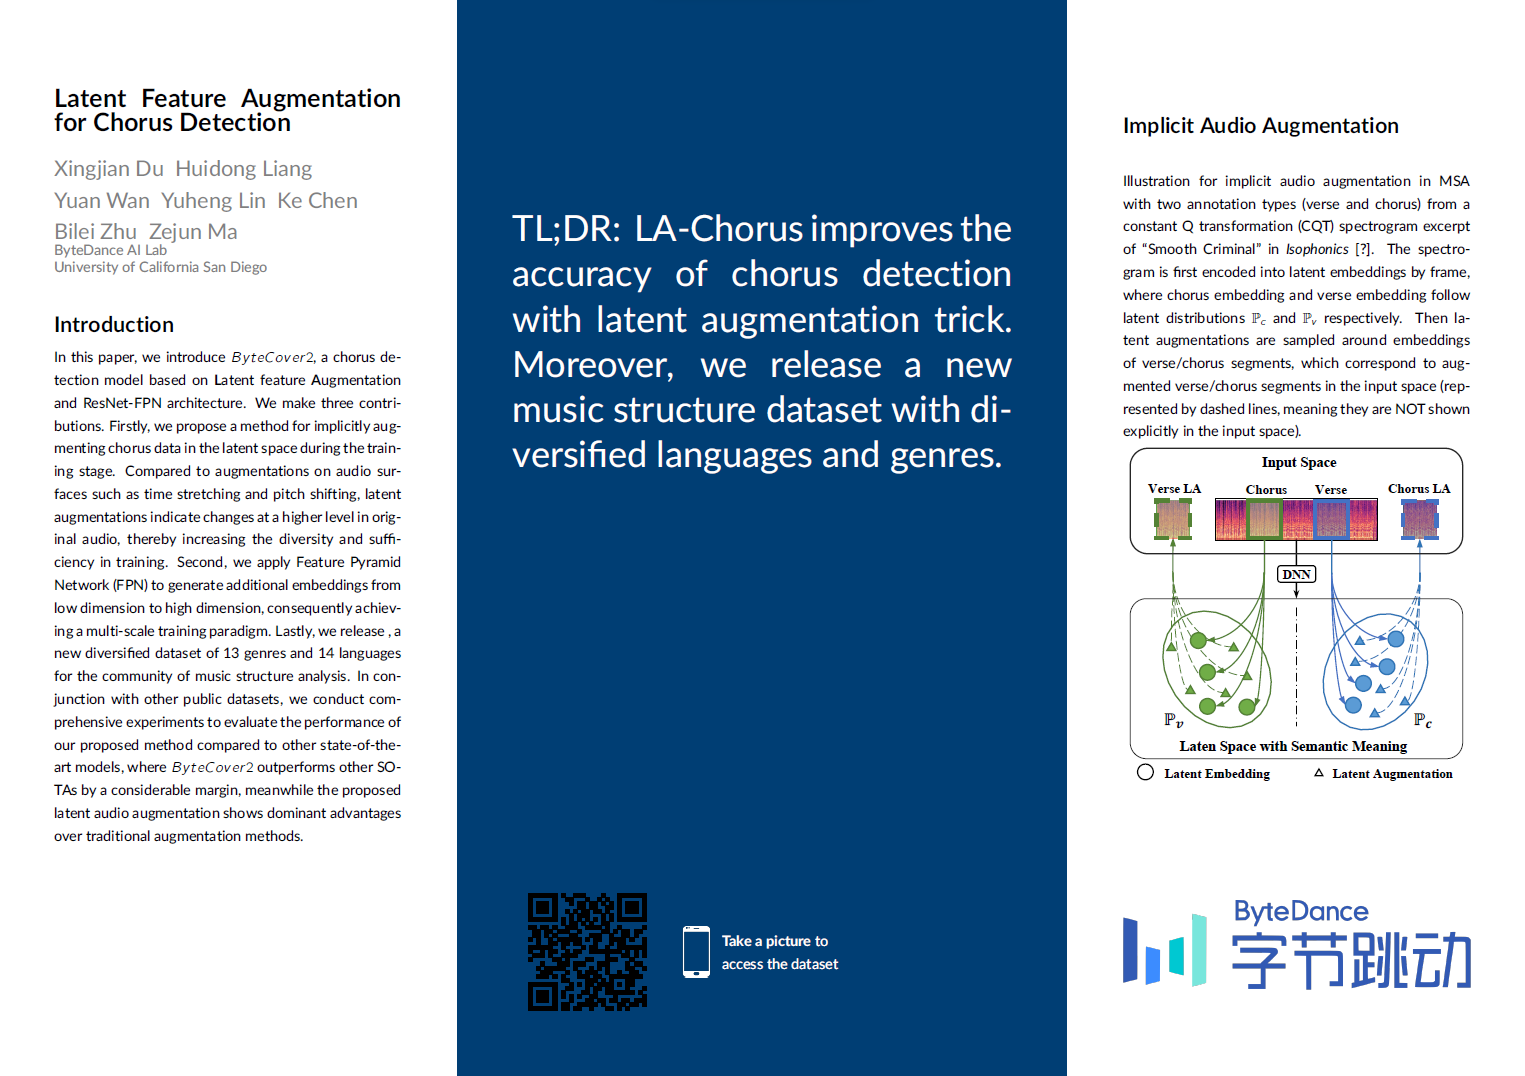 Latent Feature Augmentation
for Chorus Detection
Xingjian Du Huidong Liang
Yuan Wan Yuheng Lin Ke Chen
Bilei Zhu Zejun Ma
ByteDance AI Lab
University of California San Diego
Introduction
In this paper, we introduce ByteCover2, a chorus de-
tection model based on Latent feature Augmentation
and ResNet-FPN architecture. We make three contri-
butions. Firstly, we propose a method for implicitly aug-
menting chorus data in the latent space during the train-
ing stage. Compared to augmentations on audio sur-
faces such as time stretching and pitch shifting, latent
augmentations indicate changes at a higher level in orig-
inal audio, thereby increasing the diversity and suffi-
ciency in training. Second, we apply Feature Pyramid
Network (FPN) to generate additional embeddings from
low dimension to high dimension, consequently achiev-
ing a multi-scale training paradigm. Lastly, we release , a
new diversified dataset of 13 genres and 14 languages
for the community of music structure analysis. In con-
junction with other public datasets, we conduct com-
prehensive experiments to evaluate the performance of
our proposed method compared to other state-of-the-
art models, where ByteCover2 outperforms other SO-
TAs by a considerable margin, meanwhile the proposed
latent audio augmentation shows dominant advantages
over traditional augmentation methods.
TL;DR: LA-Chorus improves the
accuracy of chorus detection
with latent augmentation trick.
Moreover, we release a new
music structure dataset with di-
versified languages and genres.
Take a picture to
access the dataset
Implicit Audio Augmentation
Illustration for implicit audio augmentation in MSA
with two annotation types (verse and chorus) from a
constant Q transformation (CQT) spectrogram excerpt
of “Smooth Criminal” in Isophonics [?]. The spectro-
gram is first encoded into latent embeddings by frame,
where chorus embedding and verse embedding follow
latent distributions ℙc and ℙv respectively. Then la-
tent augmentations are sampled around embeddings
of verse/chorus segments, which correspond to aug-
mented verse/chorus segments in the input space (rep-
resented by dashed lines, meaning they are NOT shown
explicitly in the input space).
Input Space
Verse LA Chorus Verse Chorus LA
DNN
ℙv ℙc
Laten Space with Semantic Meaning
Latent Embedding Latent Augmentation
ByteDance
字节跳动